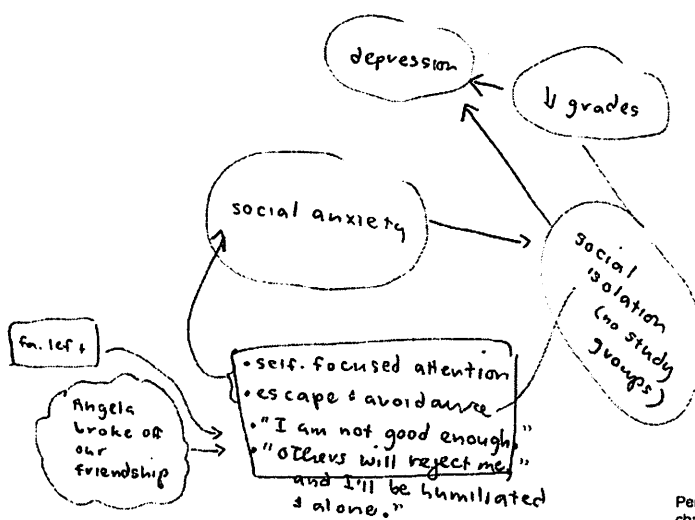 depression
↓ grades
social anxiety
social
isolation
(no study
groups)
fa. left
Angela
broke off
our
friendship
• self-focused attention
• escape & avoidance
• "I am not good enough."
• "others will reject me,
and I'll be humiliated
& alone."